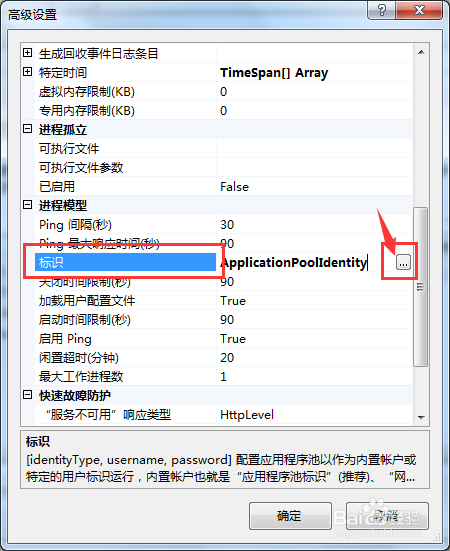 高级设置
生成回收事件日志条目
特定时间 TimeSpan[] Array
虚拟内存限制(KB) 0
专用内存限制(KB) 0
进程孤立
可执行文件
可执行文件参数
已启用 False
进程模型
Ping 间隔(秒) 30
Ping 最大响应时间(秒) 90
标识 ApplicationPoolIdentity ...
关闭时间限制(秒) 90
加载用户配置文件 True
启动时间限制(秒) 90
启用 Ping True
闲置超时(分钟) 20
最大工作进程数 1
快速故障防护
“服务不可用”响应类型 HttpLevel
标识
[identityType, username, password] 配置应用程序池以作为内置帐户或
特定的用户标识运行，内置帐户也就是“应用程序池标识”(推荐)、“网...
确定 取消
Baidu 经验